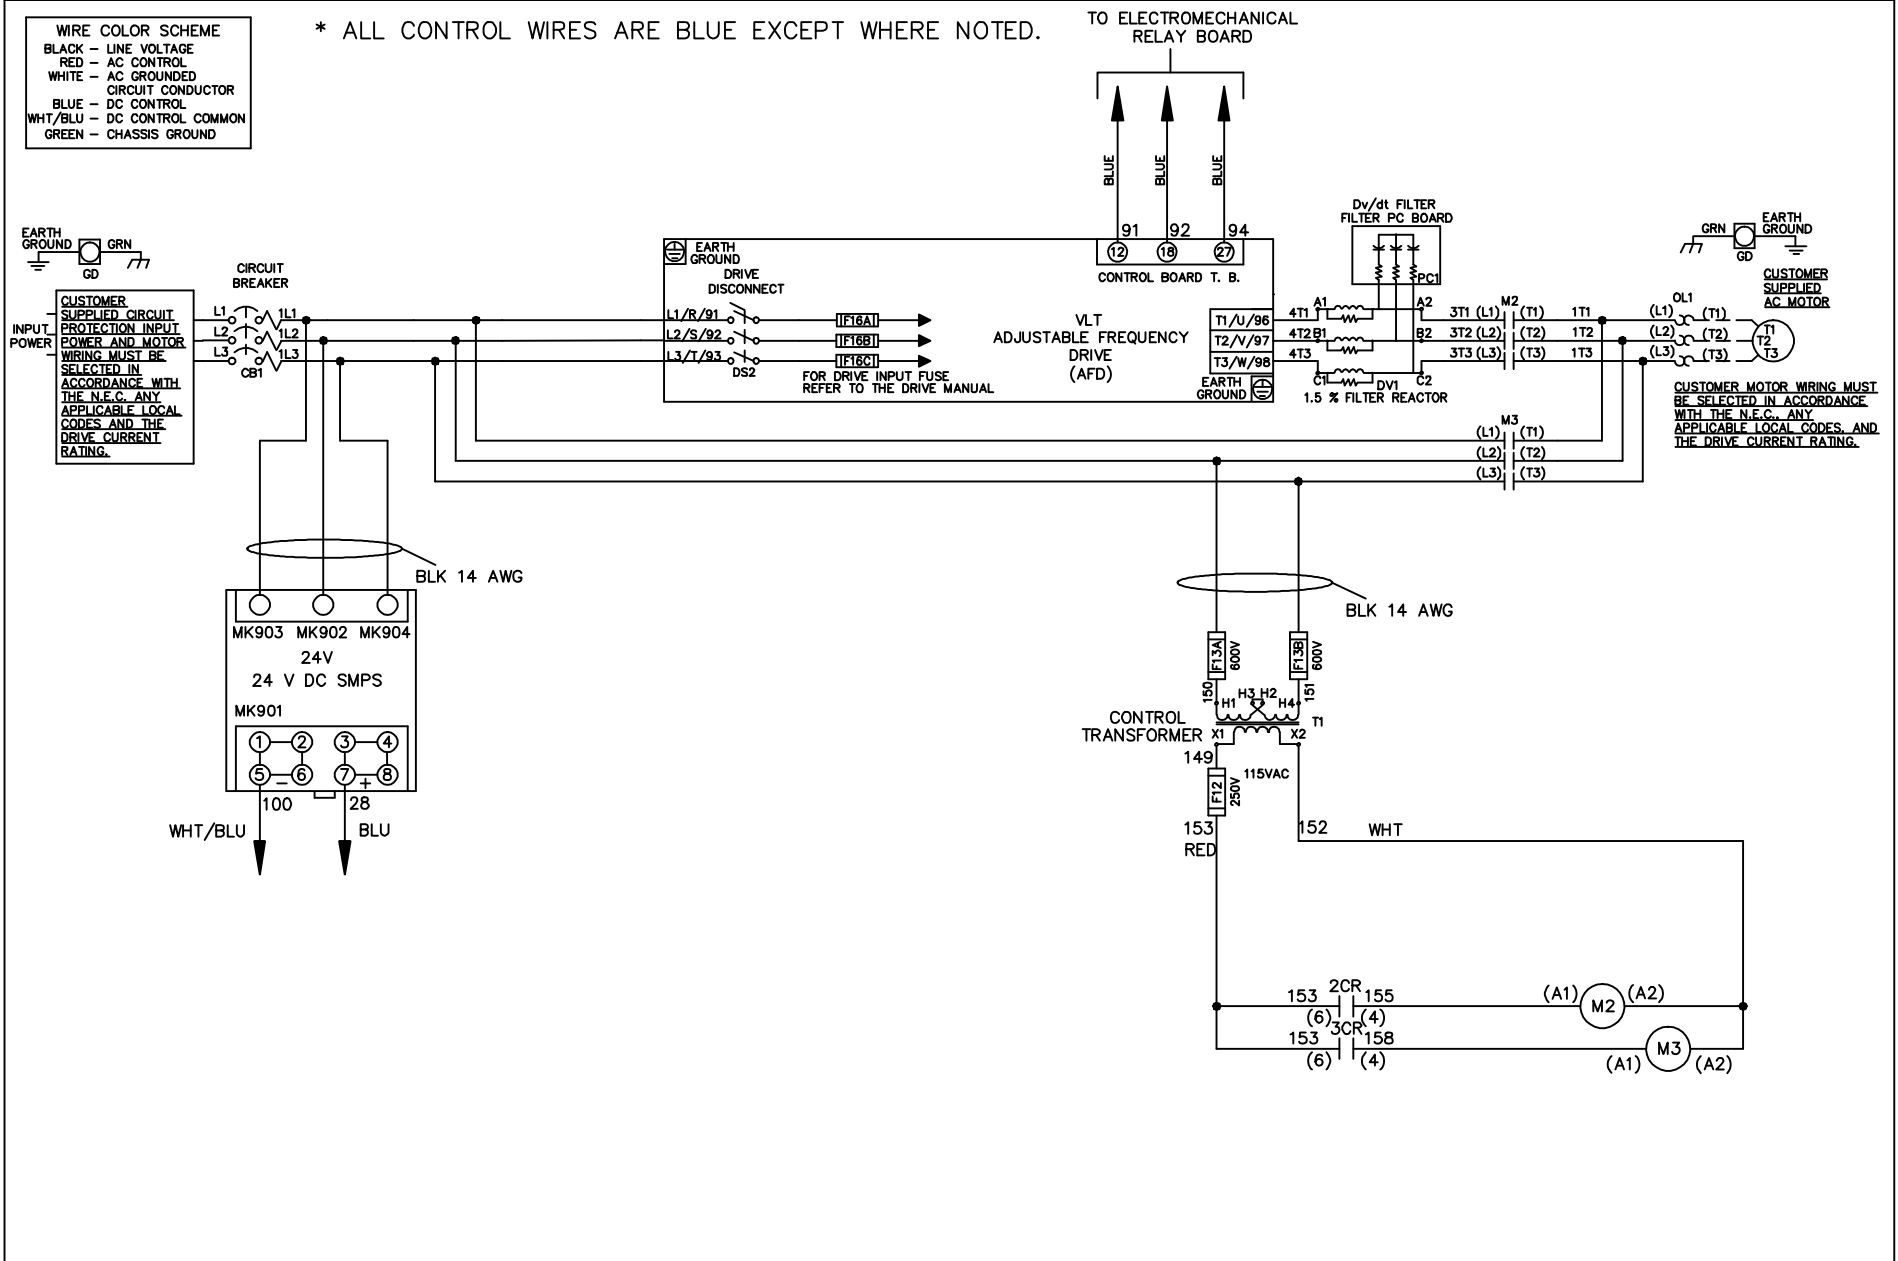 WIRE COLOR SCHEME
BLACK – LINE VOLTAGE
RED – AC CONTROL
WHITE – AC GROUNDED
CIRCUIT CONDUCTOR
BLUE – DC CONTROL
WHT/BLU – DC CONTROL COMMON
GREEN – CHASSIS GROUND
* ALL CONTROL WIRES ARE BLUE EXCEPT WHERE NOTED.
TO ELECTROMECHANICAL
RELAY BOARD
BLUE
BLUE
BLUE
91 92 94
12 18 27
CONTROL BOARD T. B.
EARTH
GROUND
GRN
GD
INPUT
POWER
CUSTOMER
SUPPLIED CIRCUIT
PROTECTION INPUT
POWER AND MOTOR
WIRING MUST BE
SELECTED IN
ACCORDANCE WITH
THE N.E.C. ANY
APPLICABLE LOCAL
CODES AND THE
DRIVE CURRENT
RATING.
CIRCUIT
BREAKER
L1 1L1
L2 1L2
L3 1L3
CB1
EARTH
GROUND
DRIVE
DISCONNECT
L1/R/91
L2/S/92
L3/T/93
DS2
F16A
F16B
F16C
FOR DRIVE INPUT FUSE
REFER TO THE DRIVE MANUAL
VLT
ADJUSTABLE FREQUENCY
DRIVE
(AFD)
T1/U/96
T2/V/97
T3/W/98
EARTH
GROUND
Dv/dt FILTER
FILTER PC BOARD
PC1
4T1 A1 A2
4T2 B1 B2
4T3
C1 DV1 C2
1.5 % FILTER REACTOR
M2
3T1 (L1) (T1) 1T1
3T2 (L2) (T2) 1T2
3T3 (L3) (T3) 1T3
OL1
(L1) (T1)
(L2) (T2)
(L3) (T3)
T1
T2
T3
GRN
GD
EARTH
GROUND
CUSTOMER
SUPPLIED
AC MOTOR
CUSTOMER MOTOR WIRING MUST
BE SELECTED IN ACCORDANCE
WITH THE N.E.C., ANY
APPLICABLE LOCAL CODES, AND
THE DRIVE CURRENT RATING.
M3
(L1) (T1)
(L2) (T2)
(L3) (T3)
BLK 14 AWG
MK903 MK902 MK904
24V
24 V DC SMPS
MK901
1 2 3 4
5 – 6 7 + 8
100 28
WHT/BLU BLU
BLK 14 AWG
F13A
600V
F13B
600V
150
151
H1 H3 H2 H4
T1
CONTROL
TRANSFORMER
X1 X2
149
115VAC
F12
250V
153
RED
152 WHT
2CR
153 155
(6) (4)
(A1) M2 (A2)
3CR
153 158
(6) (4)
(A1) M3 (A2)